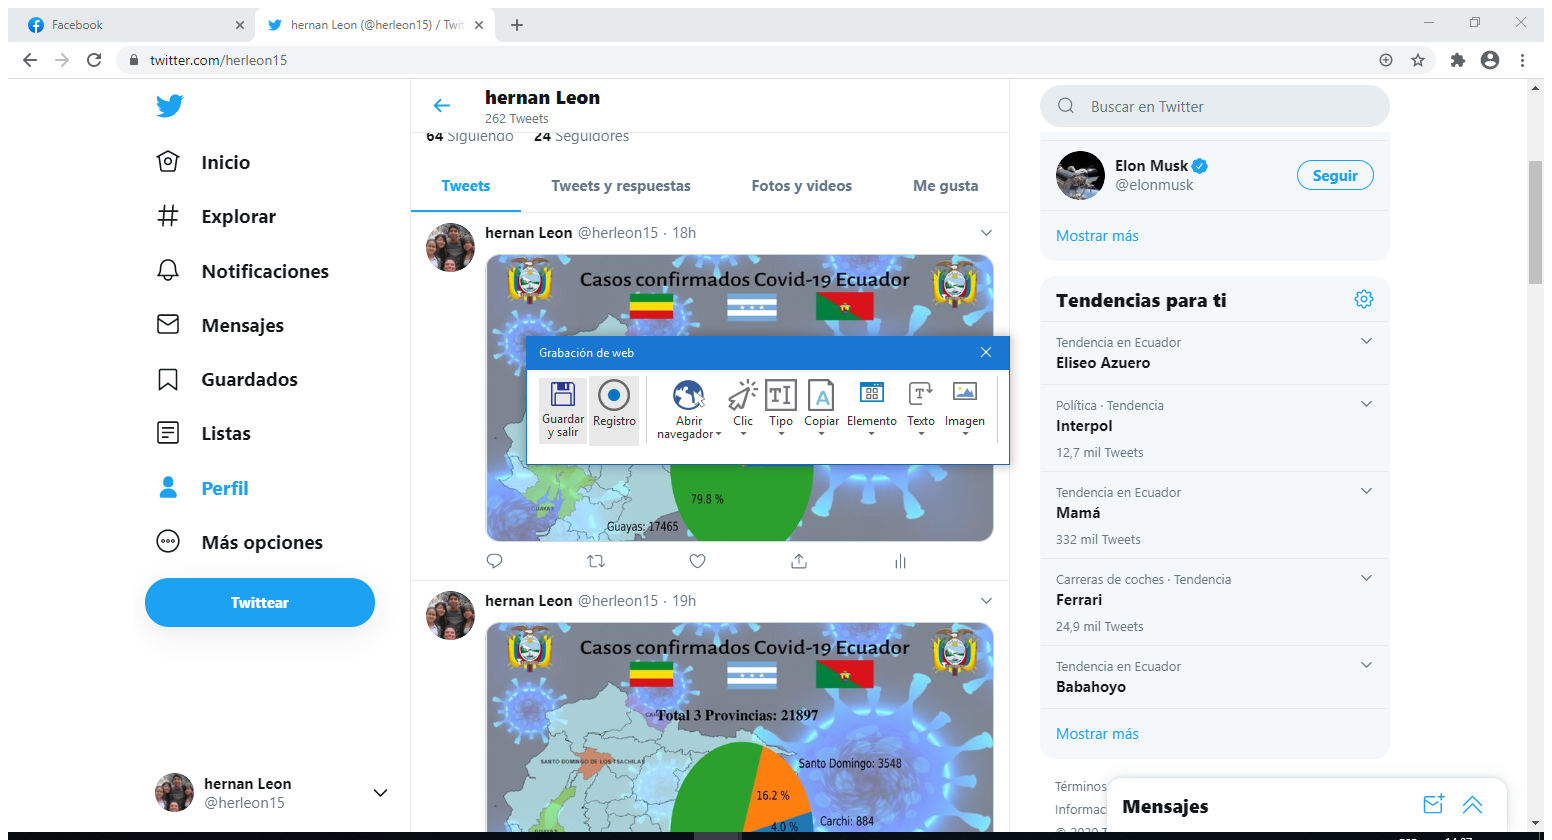 Facebook
hernan Leon (@herleon15) / Twit
twitter.com/herleon15
Inicio
Explorar
Notificaciones
Mensajes
Guardados
Listas
Perfil
Más opciones
Twittear
hernan Leon
@herleon15
hernan Leon
262 Tweets
64 Siguiendo 24 Seguidores
Tweets Tweets y respuestas Fotos y videos Me gusta
hernan Leon @herleon15 · 18h
Casos confirmados Covid-19 Ecuador
Grabación de web
Guardar y salir
Registro
Abrir navegador
Clic
Tipo
Copiar
Elemento
Texto
Imagen
79.8 %
GUAYAS
Guayas: 17465
hernan Leon @herleon15 · 19h
Casos confirmados Covid-19 Ecuador
Total 3 Provincias: 21897
SANTO DOMINGO DE LOS TSACHILAS
Santo Domingo: 3548
16.2 %
Carchi: 884
4.0 %
Buscar en Twitter
Elon Musk
@elonmusk
Seguir
Mostrar más
Tendencias para ti
Tendencia en Ecuador
Eliseo Azuero
Política · Tendencia
Interpol
12,7 mil Tweets
Tendencia en Ecuador
Mamá
332 mil Tweets
Carreras de coches · Tendencia
Ferrari
24,9 mil Tweets
Tendencia en Ecuador
Babahoyo
Mostrar más
Términos
Informac
Mensajes